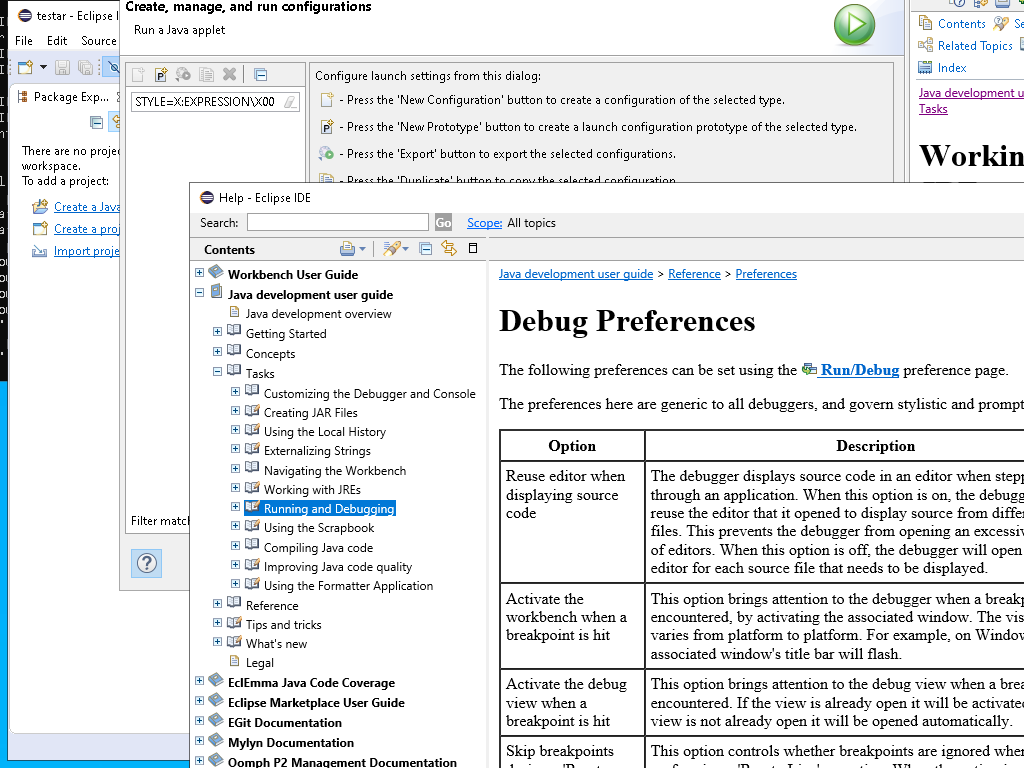 testar - Eclipse I
File Edit Source
Package Exp...
There are no proje
workspace.
To add a project:
Create a Java
Create a proj
Import proje
Create, manage, and run configurations
Run a Java applet
STYLE=X:EXPRESSION\X00
Filter match
Configure launch settings from this dialog:
- Press the 'New Configuration' button to create a configuration of the selected type.
- Press the 'New Prototype' button to create a launch configuration prototype of the selected type.
- Press the 'Export' button to export the selected configurations.
- Press the 'Duplicate' button to copy the selected configuration.
Contents Se
Related Topics
Index
Java development u
Tasks
Workin
Help - Eclipse IDE
Search: Go Scope: All topics
Contents
Workbench User Guide
Java development user guide
Java development overview
Getting Started
Concepts
Tasks
Customizing the Debugger and Console
Creating JAR Files
Using the Local History
Externalizing Strings
Navigating the Workbench
Working with JREs
Running and Debugging
Using the Scrapbook
Compiling Java code
Improving Java code quality
Using the Formatter Application
Reference
Tips and tricks
What's new
Legal
EclEmma Java Code Coverage
Eclipse Marketplace User Guide
EGit Documentation
Mylyn Documentation
Oomph P2 Management Documentation
Java development user guide > Reference > Preferences
Debug Preferences
The following preferences can be set using the Run/Debug preference page.
The preferences here are generic to all debuggers, and govern stylistic and prompt
Option Description
Reuse editor when
displaying source
code
The debugger displays source code in an editor when stepp
through an application. When this option is on, the debugg
reuse the editor that it opened to display source from differ
files. This prevents the debugger from opening an excessiv
of editors. When this option is off, the debugger will open
editor for each source file that needs to be displayed.
Activate the
workbench when a
breakpoint is hit
This option brings attention to the debugger when a breakp
encountered, by activating the associated window. The vis
varies from platform to platform. For example, on Window
associated window's title bar will flash.
Activate the debug
view when a
breakpoint is hit
This option brings attention to the debug view when a brea
encountered. If the view is already open it will be activate
view is not already open it will be opened automatically.
Skip breakpoints
This option controls whether breakpoints are ignored when